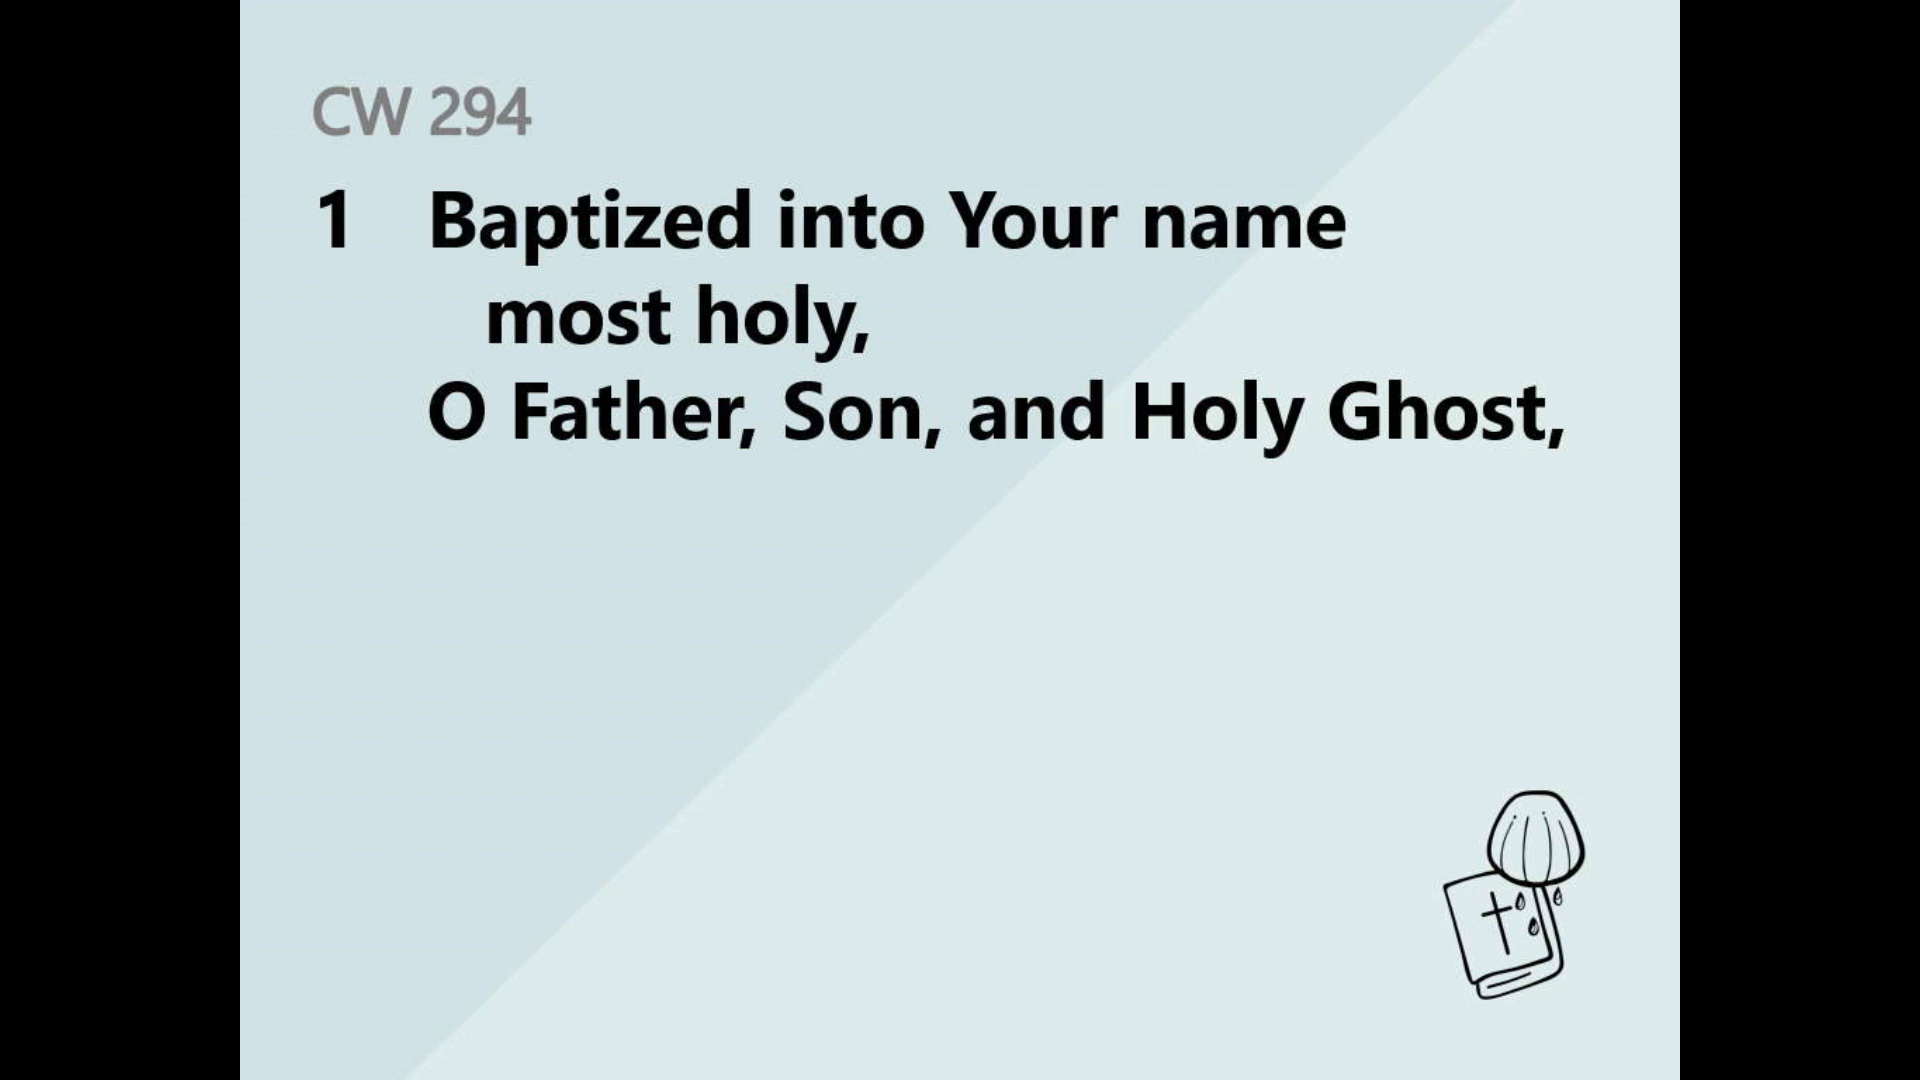 CW 294
1 Baptized into Your name
most holy,
O Father, Son, and Holy Ghost,